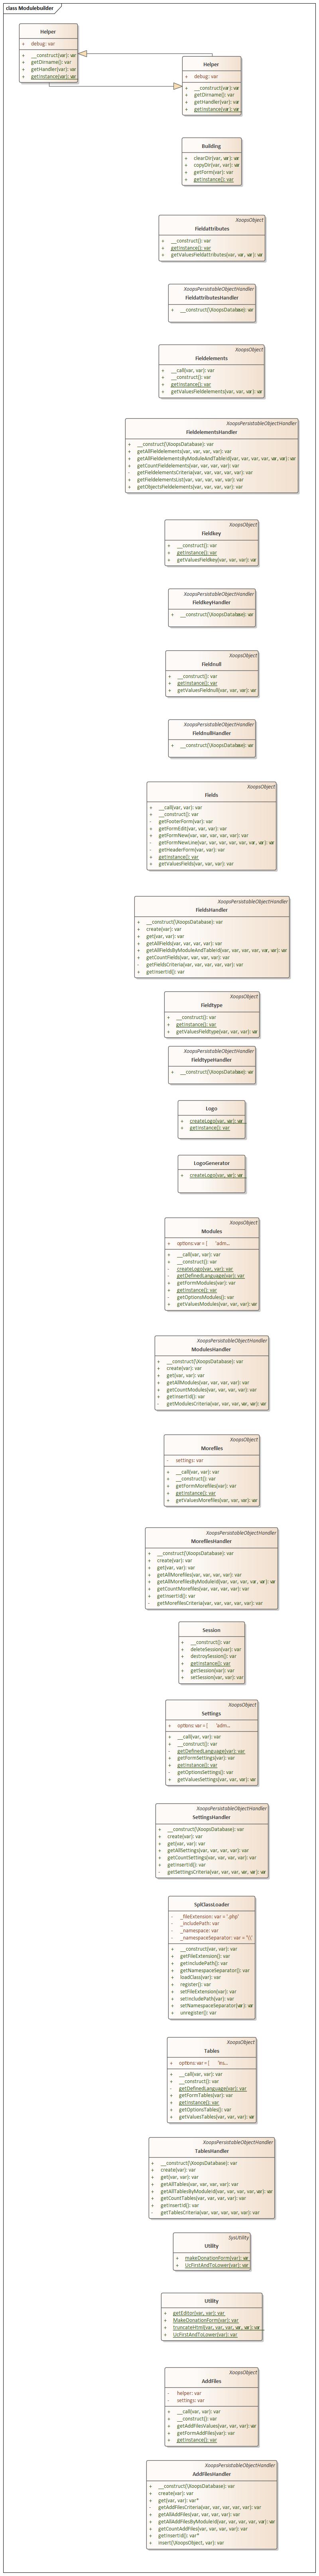 class Modulebuilder
Helper
+ debug: var
+ __construct(var): var
+ getDirname(): var
+ getHandler(var): var
+ getInstance(var): var
Helper
+ debug: var
+ __construct(var): var
+ getDirname(): var
+ getHandler(var): var
+ getInstance(var): var
Building
+ clearDir(var, var): var
+ copyDir(var, var): var
+ getForm(var): var
+ getInstance(): var
XoopsObject
Fieldattributes
+ __construct(): var
+ getInstance(): var
+ getValuesFieldattributes(var, var, var): var
XoopsPersistableObjectHandler
FieldattributesHandler
+ __construct(\XoopsDatabase): var
XoopsObject
Fieldelements
+ __call(var, var): var
+ __construct(): var
+ getInstance(): var
+ getValuesFieldelements(var, var, var): var
XoopsPersistableObjectHandler
FieldelementsHandler
+ __construct(\XoopsDatabase): var
+ getAllFieldelements(var, var, var, var): var
+ getAllFieldelementsByModuleAndTableId(var, var, var, var, var, var): var
+ getCountFieldelements(var, var, var, var): var
- getFieldelementsCriteria(var, var, var, var, var): var
+ getFieldelementsList(var, var, var, var, var): var
+ getObjectsFieldelements(var, var, var, var): var
XoopsObject
Fieldkey
+ __construct(): var
+ getInstance(): var
+ getValuesFieldkey(var, var, var): var
XoopsPersistableObjectHandler
FieldkeyHandler
+ __construct(\XoopsDatabase): var
XoopsObject
Fieldnull
+ __construct(): var
+ getInstance(): var
+ getValuesFieldnull(var, var, var): var
XoopsPersistableObjectHandler
FieldnullHandler
+ __construct(\XoopsDatabase): var
XoopsObject
Fields
+ __call(var, var): var
+ __construct(): var
- getFooterForm(var): var
+ getFormEdit(var, var, var): var
+ getFormNew(var, var, var, var): var
- getFormNewLine(var, var, var, var, var, var, var): var
- getHeaderForm(var): var
+ getInstance(): var
+ getValuesFields(var, var, var): var
XoopsPersistableObjectHandler
FieldsHandler
+ __construct(\XoopsDatabase): var
+ create(var): var
+ get(var, var): var
+ getAllFields(var, var, var, var): var
+ getAllFieldsByModuleAndTableId(var, var, var, var, var, var): var
+ getCountFields(var, var, var, var): var
- getFieldsCriteria(var, var, var, var, var): var
+ getInsertId(): var
XoopsObject
Fieldtype
+ __construct(): var
+ getInstance(): var
+ getValuesFieldtype(var, var, var): var
XoopsPersistableObjectHandler
FieldtypeHandler
+ __construct(\XoopsDatabase): var
Logo
+ createLogo(var, var): var
+ getInstance(): var
LogoGenerator
+ createLogo(var, var): var
XoopsObject
Modules
+ options:var = [ 'adm...
+ __call(var, var): var
+ __construct(): var
- createLogo(var, var): var
- getDefinedLanguage(var): var
+ getFormModules(var): var
+ getInstance(): var
- getOptionsModules(): var
+ getValuesModules(var, var, var): var
XoopsPersistableObjectHandler
ModulesHandler
+ __construct(\XoopsDatabase): var
+ create(var): var
+ get(var, var): var
+ getAllModules(var, var, var, var): var
+ getCountModules(var, var, var, var): var
+ getInsertId(): var
- getModulesCriteria(var, var, var, var, var): var
XoopsObject
Morefiles
- settings: var
+ __call(var, var): var
+ __construct(): var
+ getFormMorefiles(var): var
+ getInstance(): var
+ getValuesMorefiles(var, var, var): var
XoopsPersistableObjectHandler
MorefilesHandler
+ __construct(\XoopsDatabase): var
+ create(var): var
+ get(var, var): var
+ getAllMorefiles(var, var, var, var): var
+ getAllMorefilesByModuleId(var, var, var, var, var): var
+ getCountMorefiles(var, var, var, var): var
+ getInsertId(): var
- getMorefilesCriteria(var, var, var, var, var): var
Session
+ __construct(): var
+ deleteSession(var): var
+ destroySession(): var
+ getInstance(): var
+ getSession(var): var
+ setSession(var, var): var
XoopsObject
Settings
+ options: var = [ 'adm...
+ __call(var, var): var
+ __construct(): var
- getDefinedLanguage(var): var
+ getFormSettings(var): var
+ getInstance(): var
- getOptionsSettings(): var
+ getValuesSettings(var, var, var): var
XoopsPersistableObjectHandler
SettingsHandler
+ __construct(\XoopsDatabase): var
+ create(var): var
+ get(var, var): var
+ getAllSettings(var, var, var, var): var
+ getCountSettings(var, var, var, var): var
+ getInsertId(): var
- getSettingsCriteria(var, var, var, var, var): var
SplClassLoader
- _fileExtension: var = '.php'
- _includePath: var
- _namespace: var
- _namespaceSeparator: var = '\\'
+ __construct(var, var): var
+ getFileExtension(): var
+ getIncludePath(): var
+ getNamespaceSeparator(): var
+ loadClass(var): var
+ register(): var
+ setFileExtension(var): var
+ setIncludePath(var): var
+ setNamespaceSeparator(var): var
+ unregister(): var
XoopsObject
Tables
+ options: var = [ 'ins...
+ __call(var, var): var
+ __construct(): var
- getDefinedLanguage(var): var
+ getFormTables(var): var
+ getInstance(): var
+ getOptionsTables(): var
+ getValuesTables(var, var, var): var
XoopsPersistableObjectHandler
TablesHandler
+ __construct(\XoopsDatabase): var
+ create(var): var
+ get(var, var): var
+ getAllTables(var, var, var, var): var
+ getAllTablesByModuleId(var, var, var, var, var): var
+ getCountTables(var, var, var, var): var
+ getInsertId(): var
- getTablesCriteria(var, var, var, var, var): var
SysUtility
Utility
+ makeDonationForm(var): var
+ UcFirstAndToLower(var): var
Utility
+ getEditor(var, var): var
+ MakeDonationForm(var): var
+ truncateHtml(var, var, var, var, var): var
+ UcFirstAndToLower(var): var
XoopsObject
AddFiles
- helper: var
- settings: var
+ __call(var, var): var
+ __construct(): var
+ getAddFilesValues(var, var, var): var
+ getFormAddFiles(var): var
+ getInstance(): var
XoopsPersistableObjectHandler
AddFilesHandler
+ __construct(\XoopsDatabase): var
+ create(var): var
+ get(var, var): var*
- getAddFilesCriteria(var, var, var, var, var): var
+ getAllAddFiles(var, var, var, var): var
+ getAllAddFilesByModuleId(var, var, var, var, var): var
+ getCountAddFiles(var, var, var, var): var
+ getInsertId(): var*
+ insert(\XoopsObject, var): var